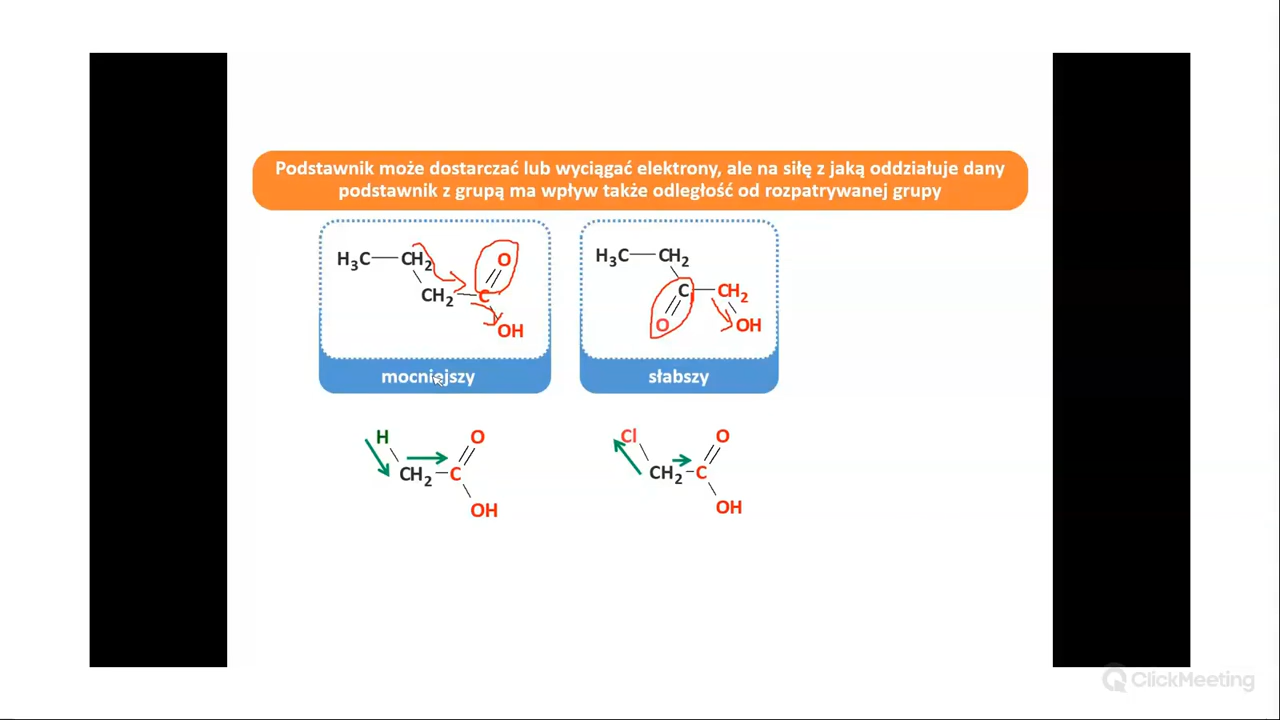 Podstawnik może dostarczać lub wyciągać elektrony, ale na siłę z jaką oddziałuje dany
podstawnik z grupą ma wpływ także odległość od rozpatrywanej grupy
H3C CH2 O
CH2 C
OH
mocniejszy
H3C CH2
C CH2
O OH
słabszy
H O
CH2 C
OH
Cl O
CH2 C
OH
ClickMeeting